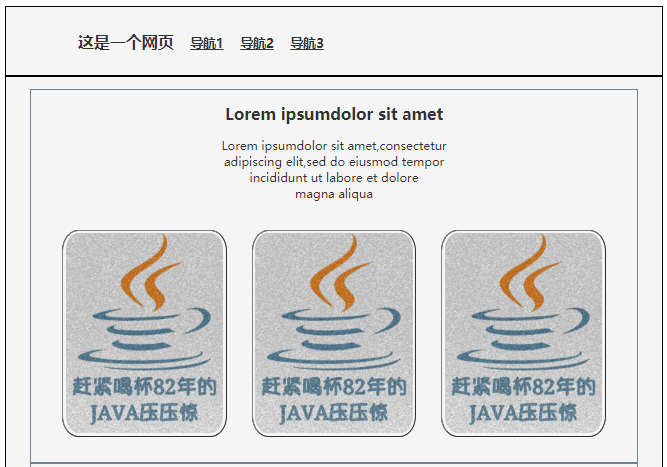 这是一个网页 导航1 导航2 导航3
Lorem ipsumdolor sit amet
Lorem ipsumdolor sit amet,consectetur
adipiscing elit,sed do eiusmod tempor
incididunt ut labore et dolore
magna aliqua
赶紧喝杯82年的 赶紧喝杯82年的 赶紧喝杯82年的
JAVA压压惊 JAVA压压惊 JAVA压压惊